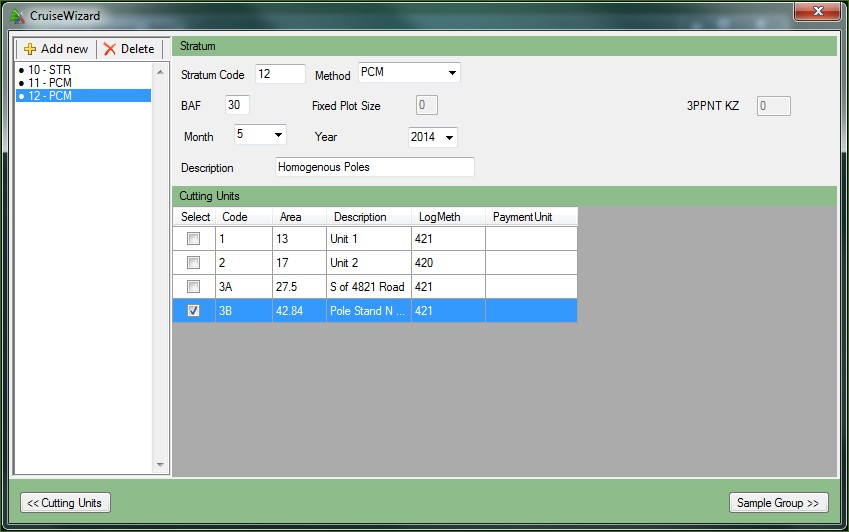 CruiseWizard
Add new Delete
10 - STR
11 - PCM
12 - PCM
Stratum
Stratum Code 12 Method PCM
BAF 30 Fixed Plot Size 0 3PPNT KZ 0
Month 5 Year 2014
Description Homogenous Poles
Cutting Units
Select Code Area Description LogMeth PaymentUnit
1 13 Unit 1 421
2 17 Unit 2 420
3A 27.5 S of 4821 Road 421
3B 42.84 Pole Stand N ... 421
<< Cutting Units Sample Group >>